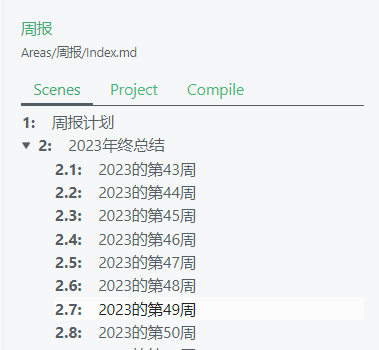 周报
Areas/周报/Index.md
Scenes Project Compile
1: 周报计划
2: 2023年终总结
2.1: 2023的第43周
2.2: 2023的第44周
2.3: 2023的第45周
2.4: 2023的第46周
2.5: 2023的第47周
2.6: 2023的第48周
2.7: 2023的第49周
2.8: 2023的第50周